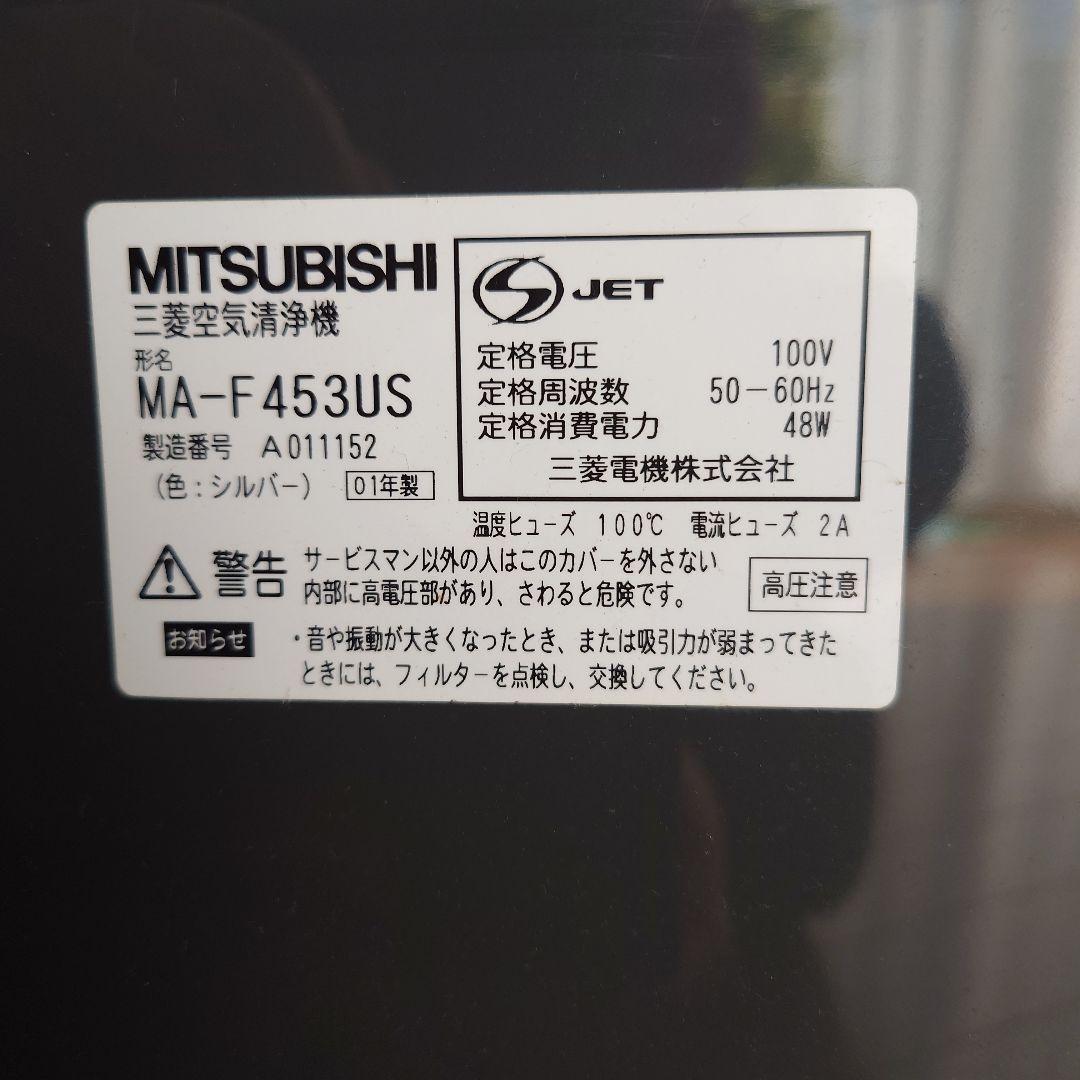 MITSUBISHI
三菱空気清浄機
形名
MA-F453US
製造番号 A011152
(色:シルバー) 01年製
S JET
定格電圧 100V
定格周波数 50-60Hz
定格消費電力 48W
三菱電機株式会社
温度ヒューズ 100℃ 電流ヒューズ 2A
警告 サービスマン以外の人はこのカバーを外さない
内部に高電圧部があり、さわると危険です。
高圧注意
お知らせ ・音や振動が大きくなったとき、または吸引力が弱まってきた
ときには、フィルターを点検し、交換してください。